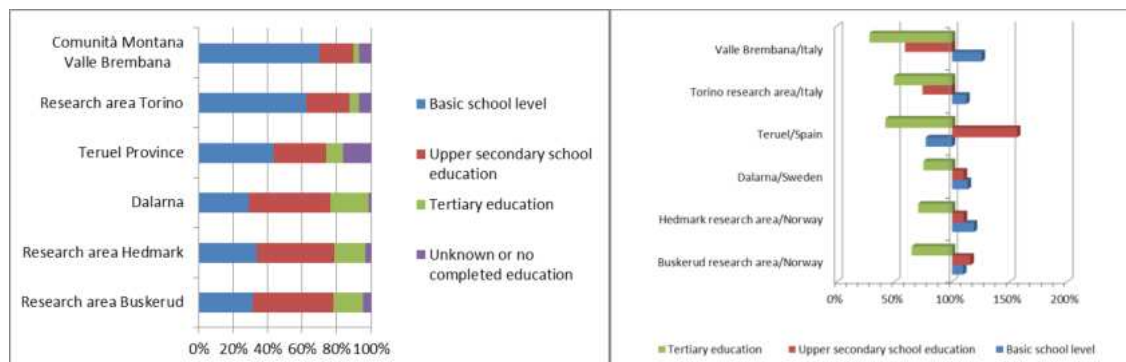 Comunità Montana
Valle Brembana
Research area Torino
Teruel Province
Dalarna
Research area Hedmark
Research area Buskerud
0% 20% 40% 60% 80% 100%
Basic school level
Upper secondary school
education
Tertiary education
Unknown or no
completed education
Valle Brembana/Italy
Torino research area/Italy
Teruel/Spain
Dalarna/Sweden
Hedmark research area/Norway
Buskerud research area/Norway
0% 50% 100% 150% 200%
Tertiary education Upper secondary school education Basic school level